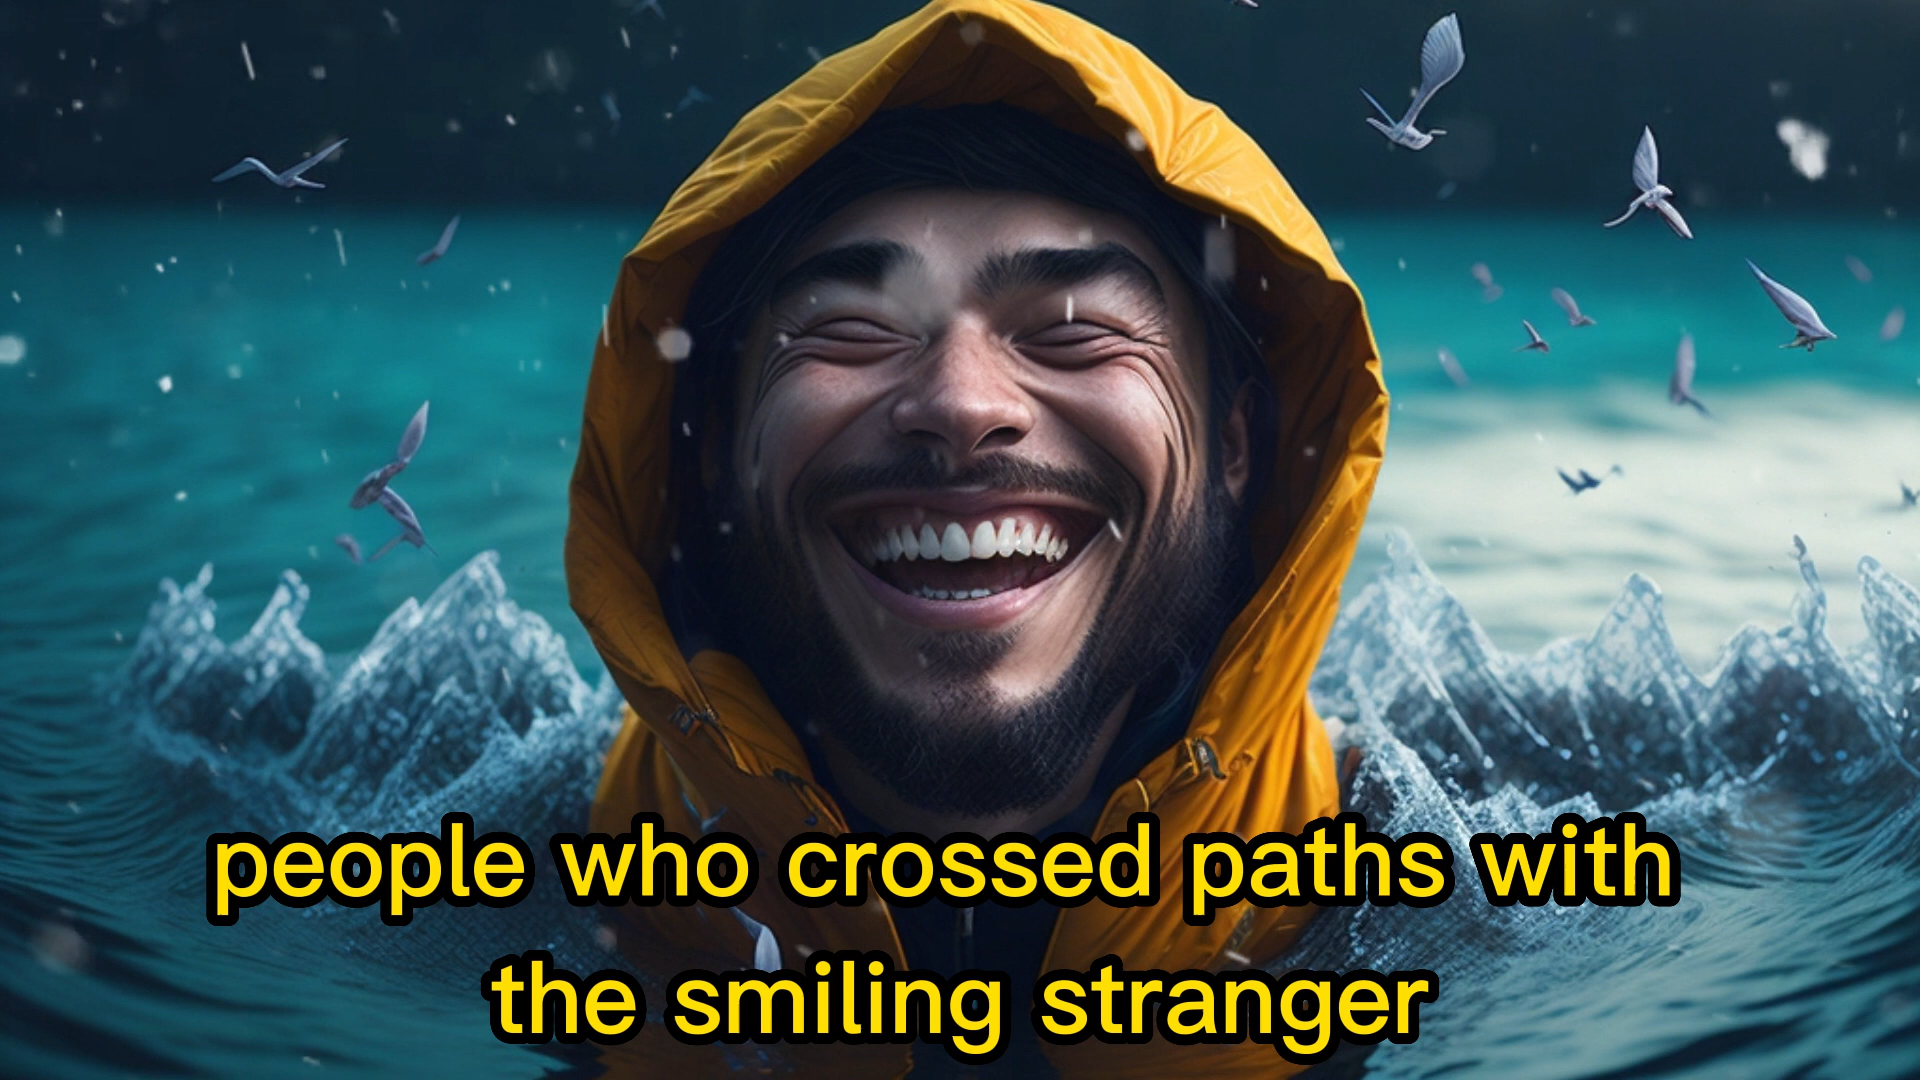 people who crossed paths with
the smiling stranger